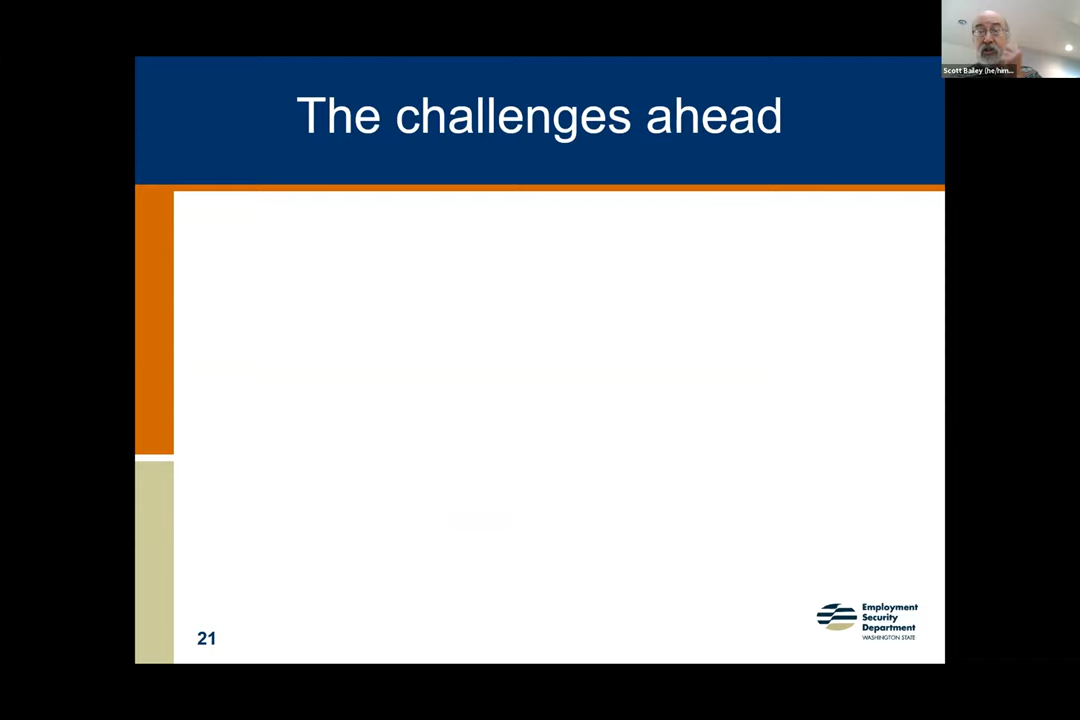 The challenges ahead
Scott Bailey (he/him...
21
Employment
Security
Department
WASHINGTON STATE